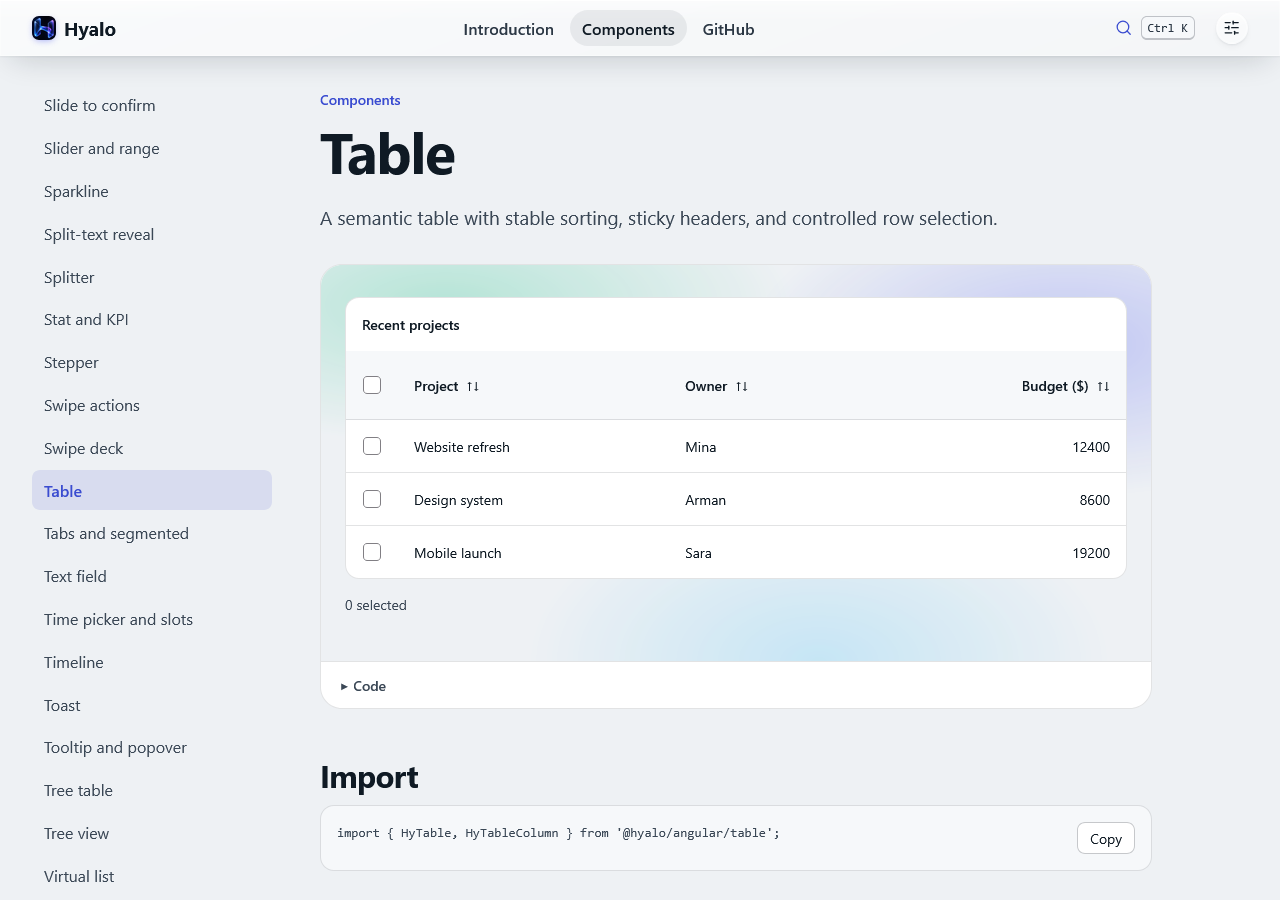 Hyalo
Introduction
Components
GitHub
Ctrl K
Slide to confirm
Slider and range
Sparkline
Split-text reveal
Splitter
Stat and KPI
Stepper
Swipe actions
Swipe deck
Table
Tabs and segmented
Text field
Time picker and slots
Timeline
Toast
Tooltip and popover
Tree table
Tree view
Virtual list
Components
Table
A semantic table with stable sorting, sticky headers, and controlled row selection.
Recent projects
Project ↑↓ Owner ↑↓ Budget ($) ↑↓
Website refresh Mina 12400
Design system Arman 8600
Mobile launch Sara 19200
0 selected
▸ Code
Import
import { HyTable, HyTableColumn } from '@hyalo/angular/table';
Copy